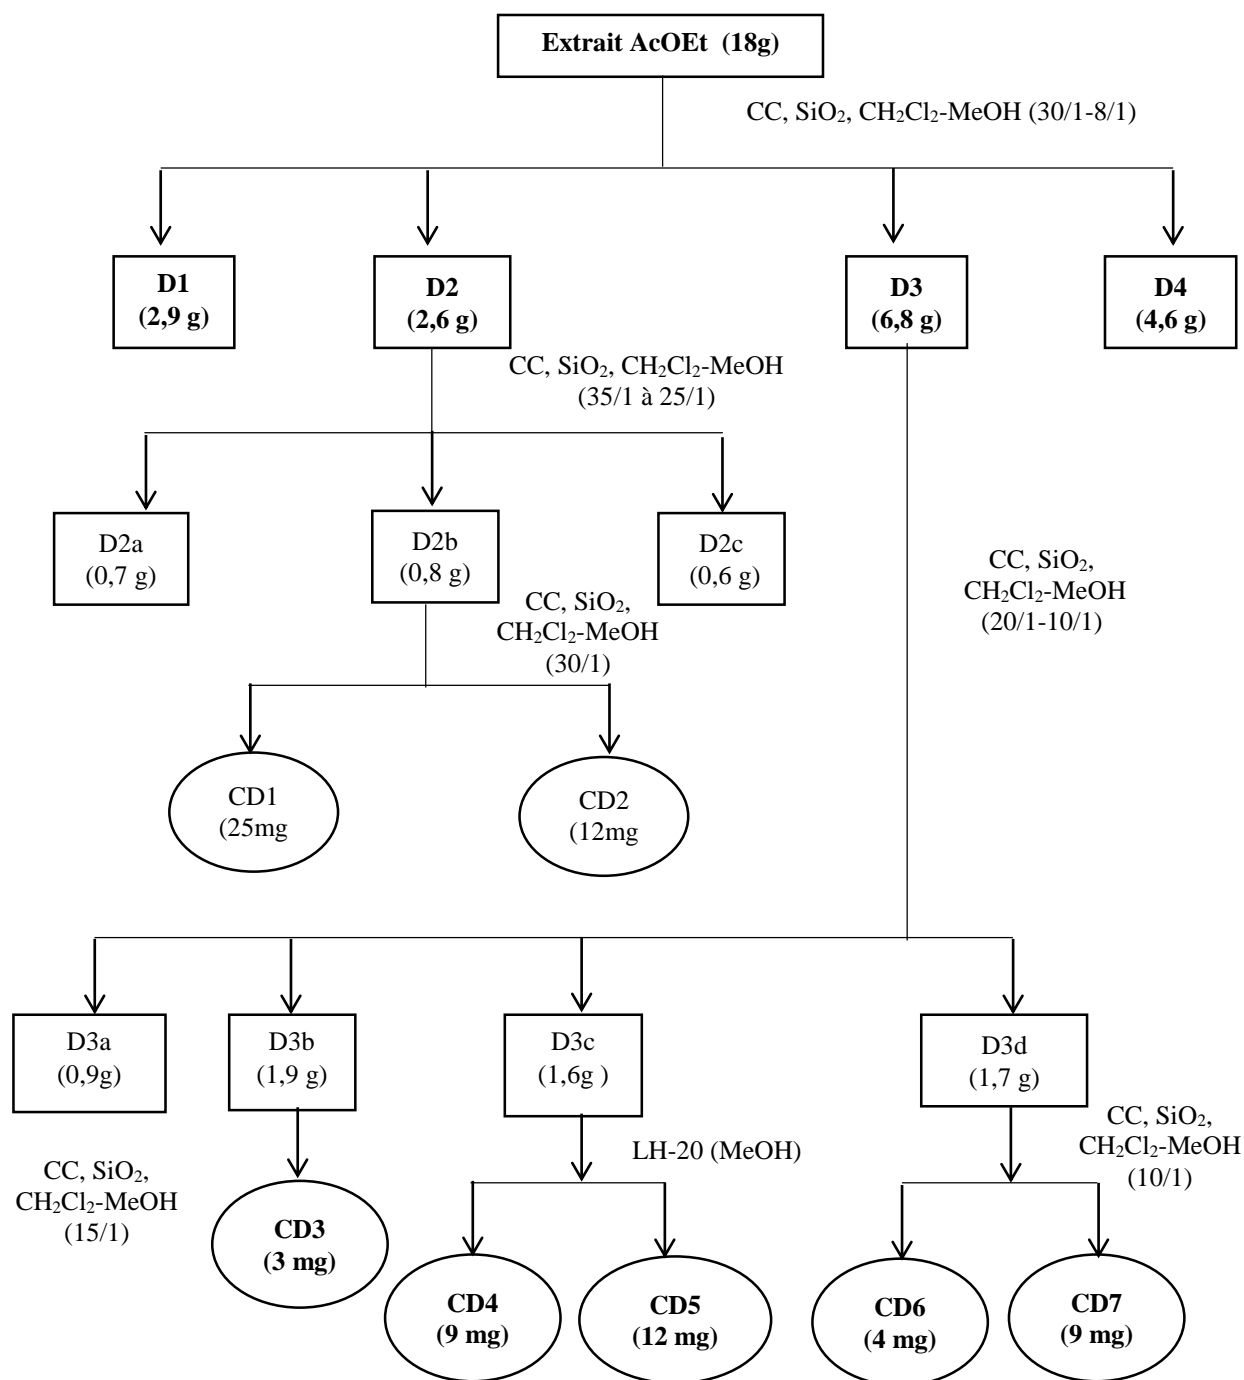 Extrait AcOEt (18g)
CC, SiO₂, CH₂Cl₂-MeOH (30/1-8/1)
D1
(2,9 g)
D2
(2,6 g)
D3
(6,8 g)
D4
(4,6 g)
CC, SiO₂, CH₂Cl₂-MeOH
(35/1 à 25/1)
D2a
(0,7 g)
D2b
(0,8 g)
D2c
(0,6 g)
CC, SiO₂,
CH₂Cl₂-MeOH
(30/1)
CC, SiO₂,
CH₂Cl₂-MeOH
(20/1-10/1)
CD1
(25mg
CD2
(12mg
D3a
(0,9g)
D3b
(1,9 g)
D3c
(1,6g )
D3d
(1,7 g)
CC, SiO₂,
CH₂Cl₂-MeOH
(15/1)
LH-20 (MeOH)
CC, SiO₂,
CH₂Cl₂-MeOH
(10/1)
CD3
(3 mg)
CD4
(9 mg)
CD5
(12 mg)
CD6
(4 mg)
CD7
(9 mg)